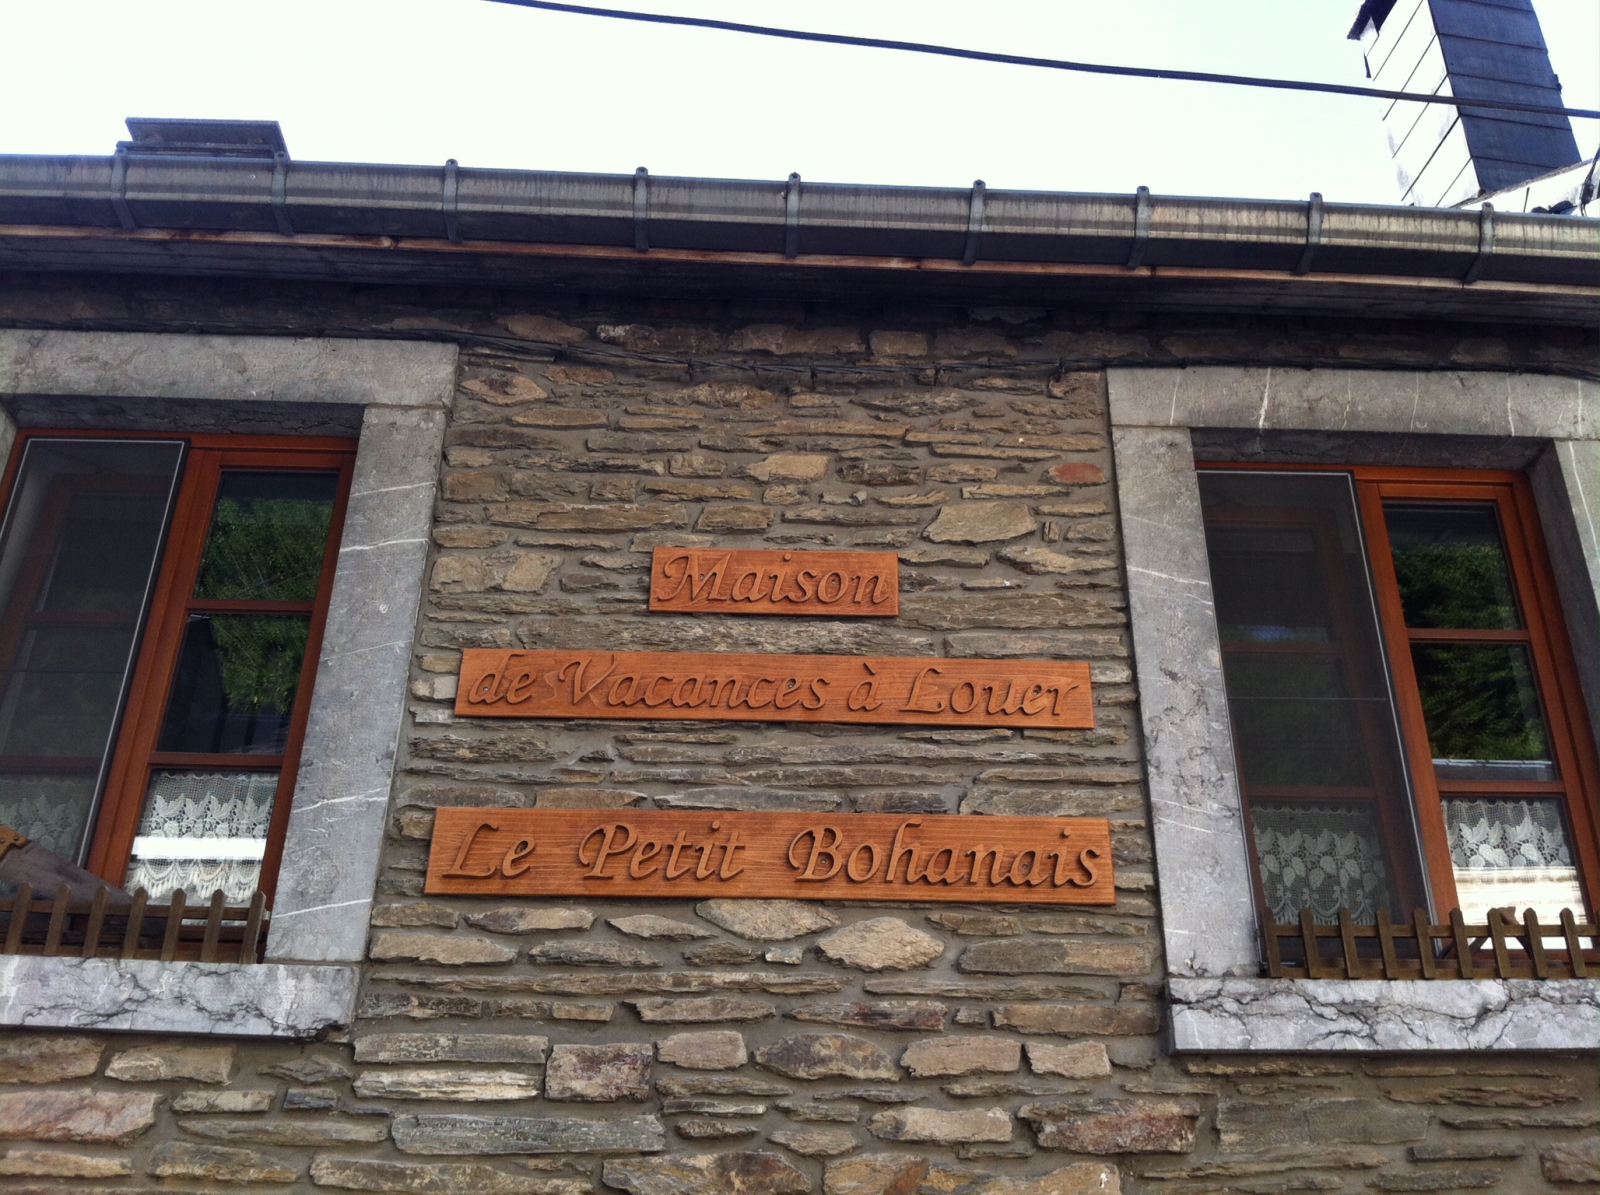 Maison
de Vacances à Louer
Le Petit Bohanais